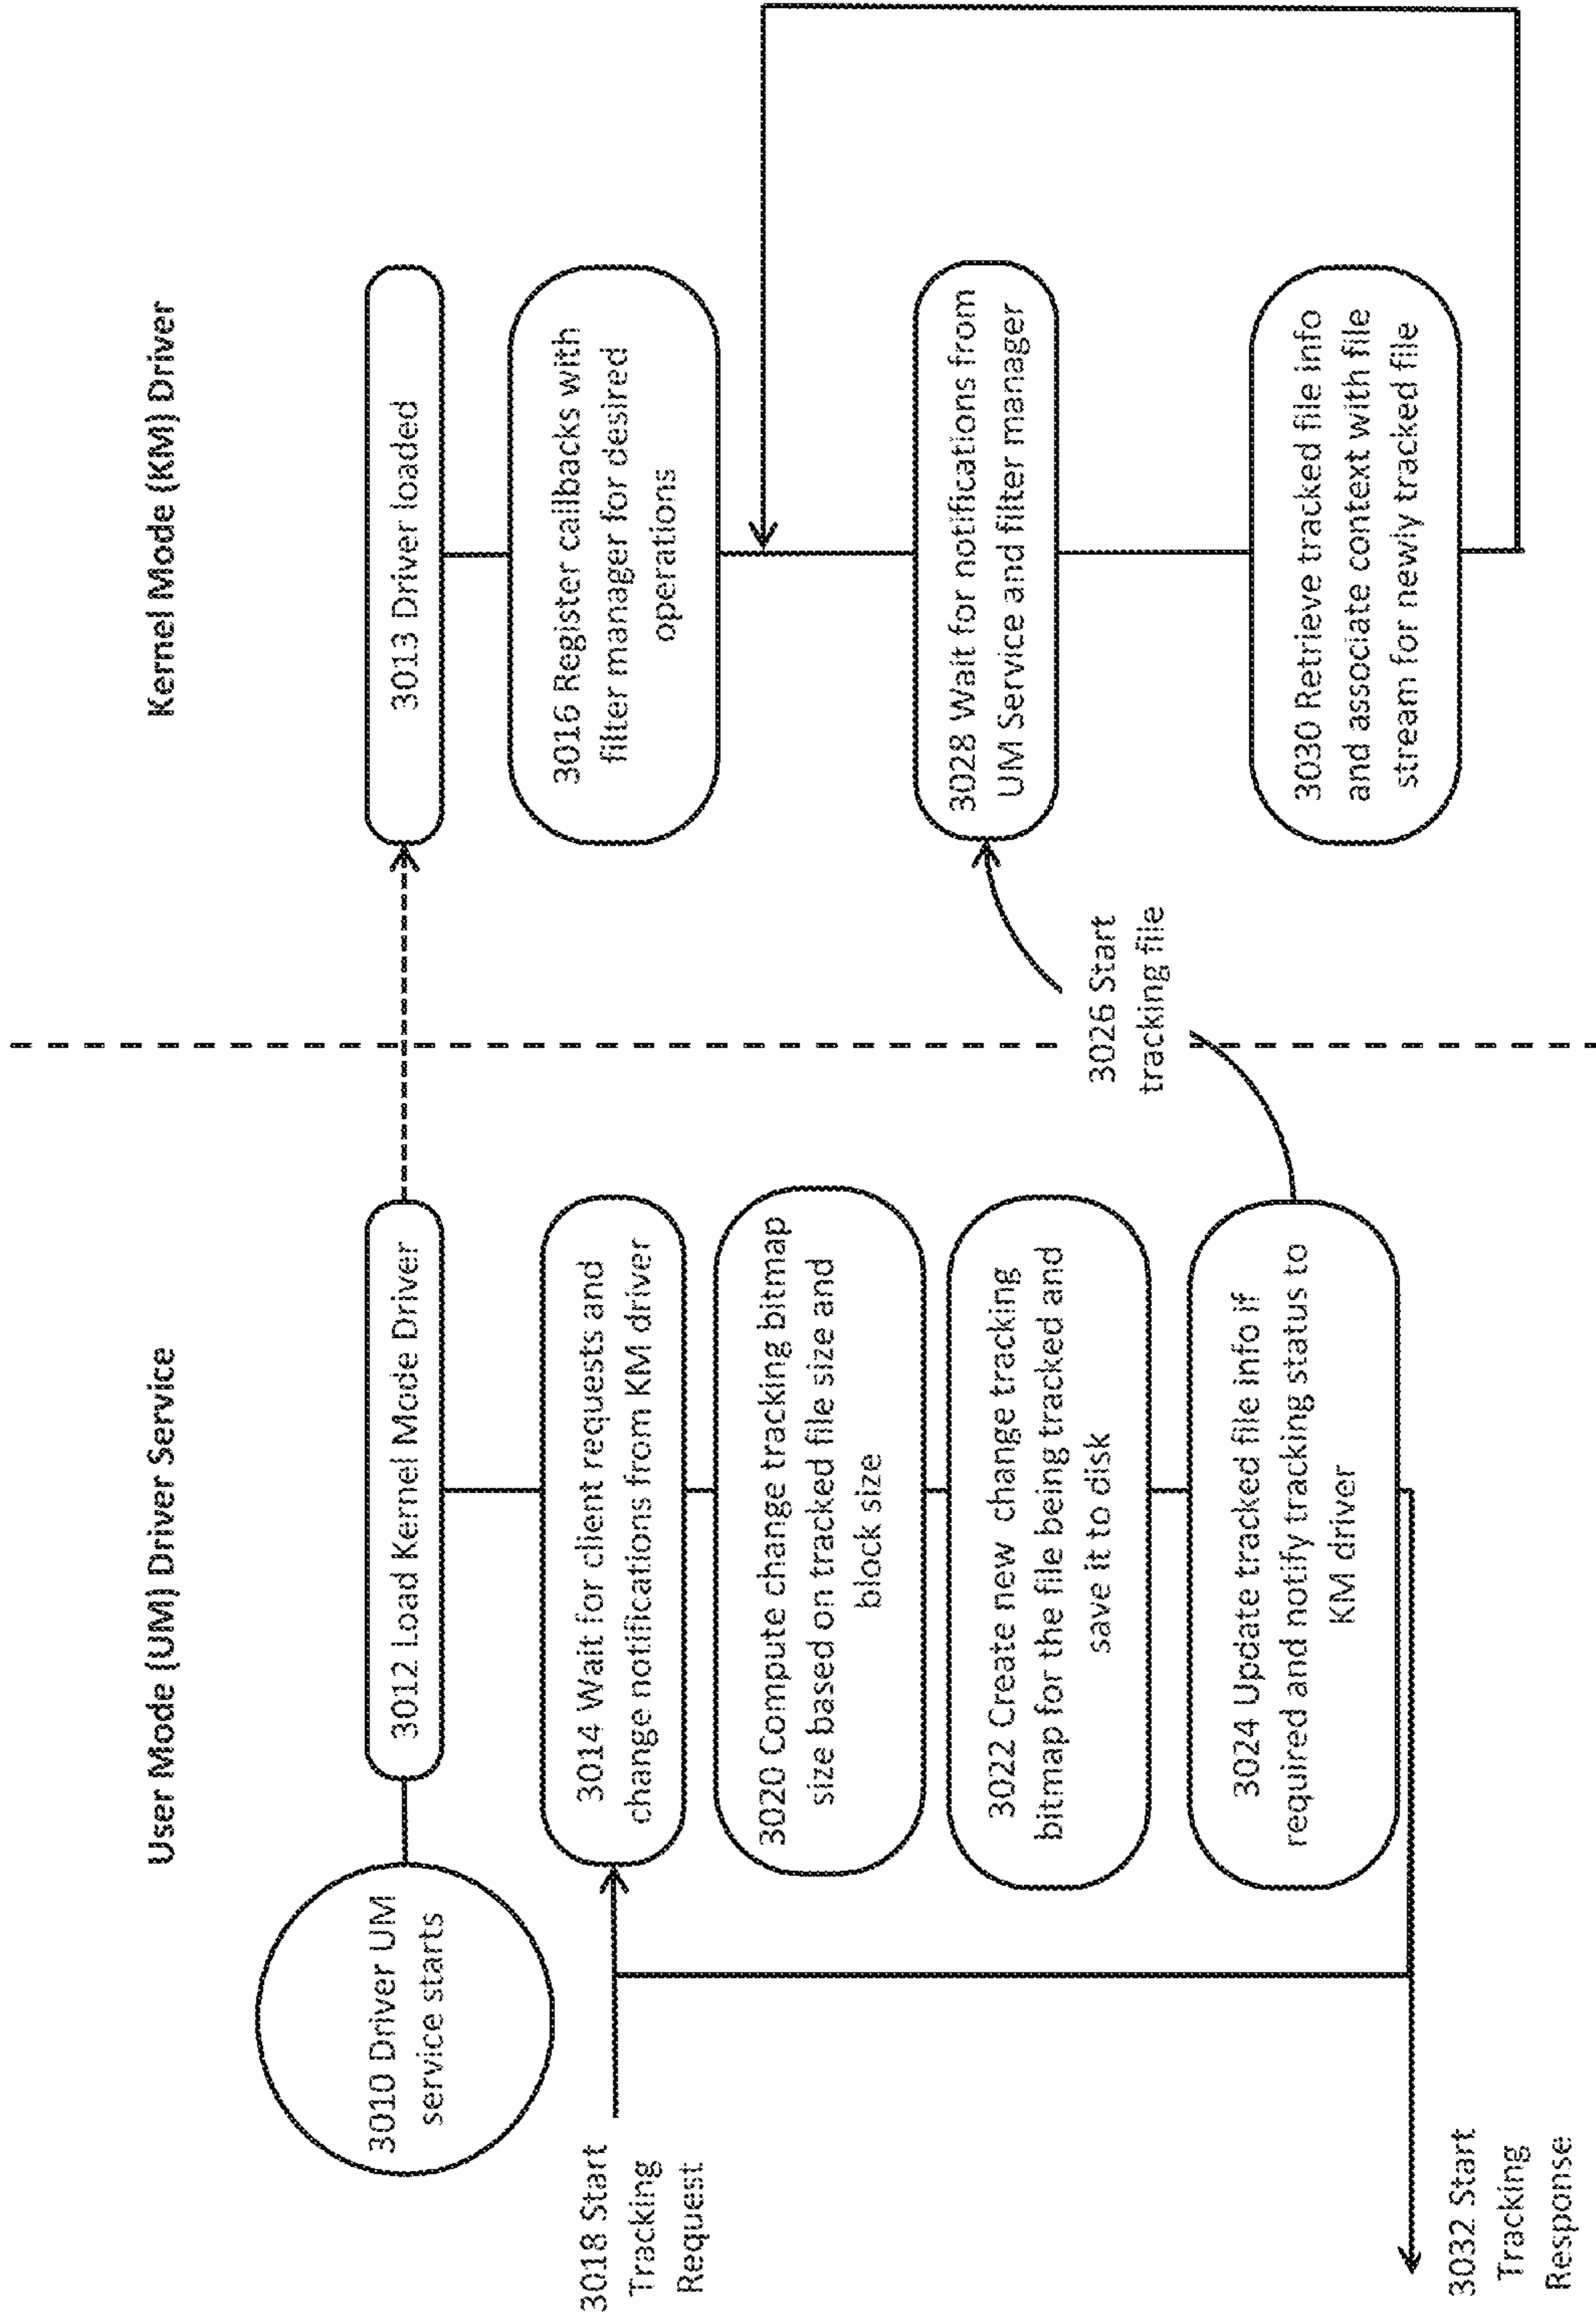 User Mode (UM) Driver Service
Kernel Mode (KM) Driver
3010 Driver UM
service starts
3012 Load Kernel Mode Driver
3013 Driver loaded
3018 Start
Tracking
Request
3014 Wait for client requests and
change notifications from KM driver
3016 Register callbacks with
filter manager for desired
operations
3020 Compute change tracking bitmap
size based on tracked file size and
block size
3022 Create new change tracking
bitmap for the file being tracked and
save it to disk
3024 Update tracked file info if
required and notify tracking status to
KM driver
3026 Start
tracking file
3028 Wait for notifications from
UM Service and filter manager
3030 Retrieve tracked file info
and associate context with file
stream for newly tracked file
3032 Start
Tracking
Response